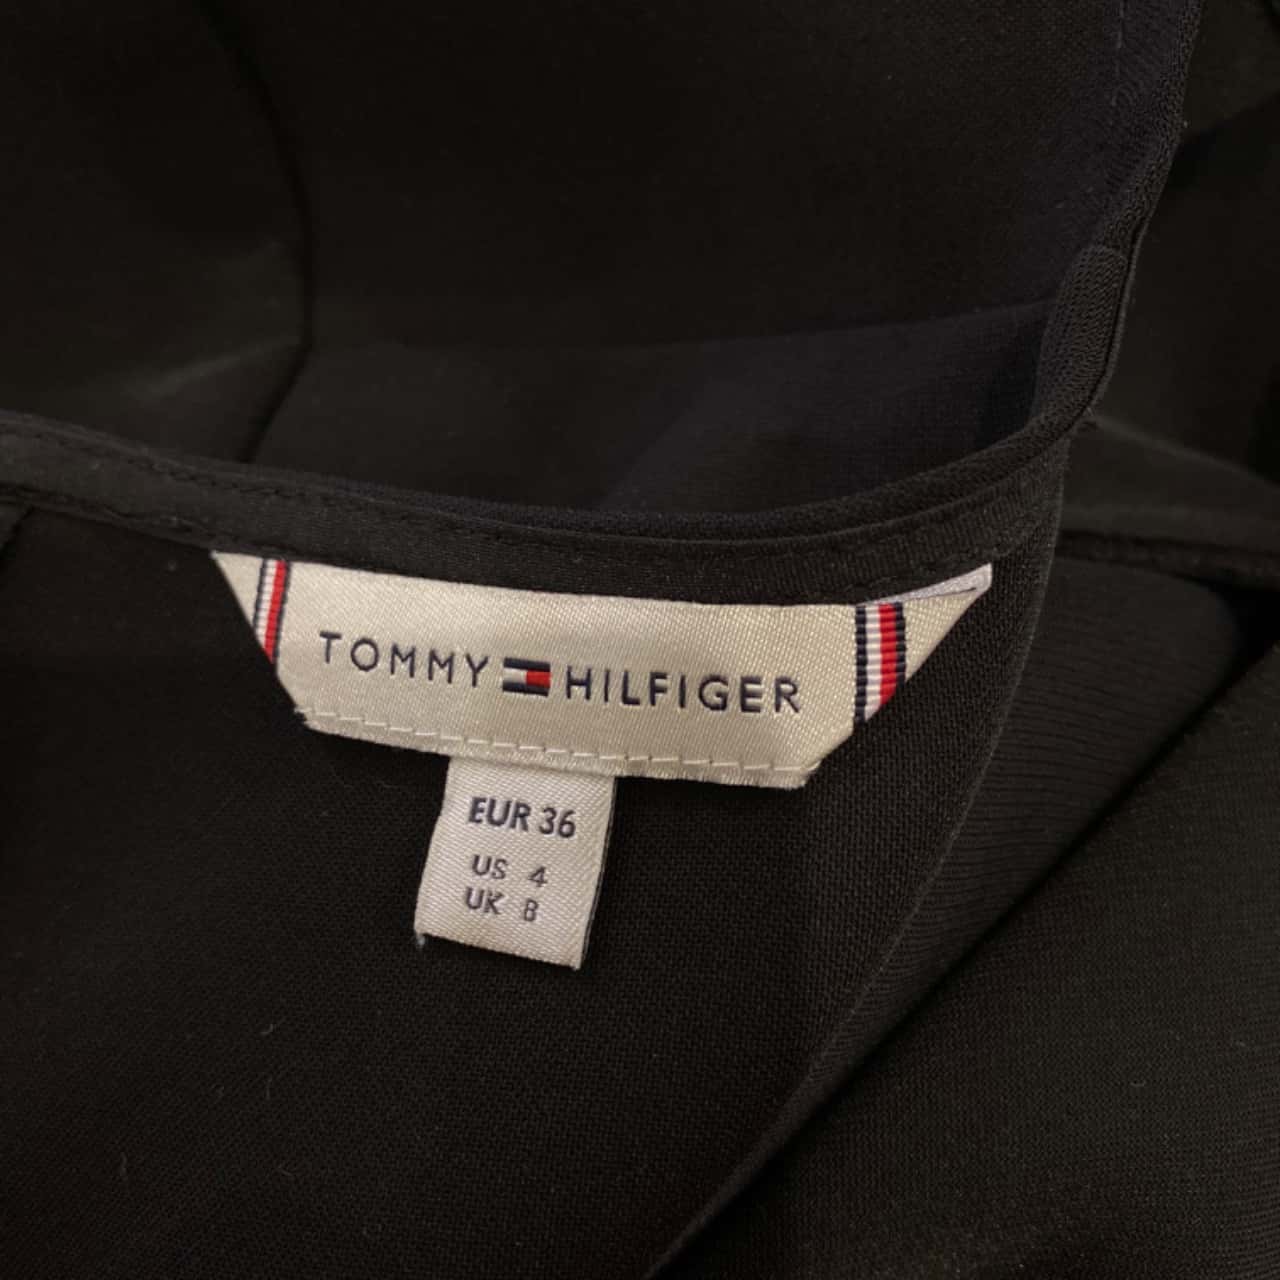 TOMMY HILFIGER
EUR 36
US 4
UK 8